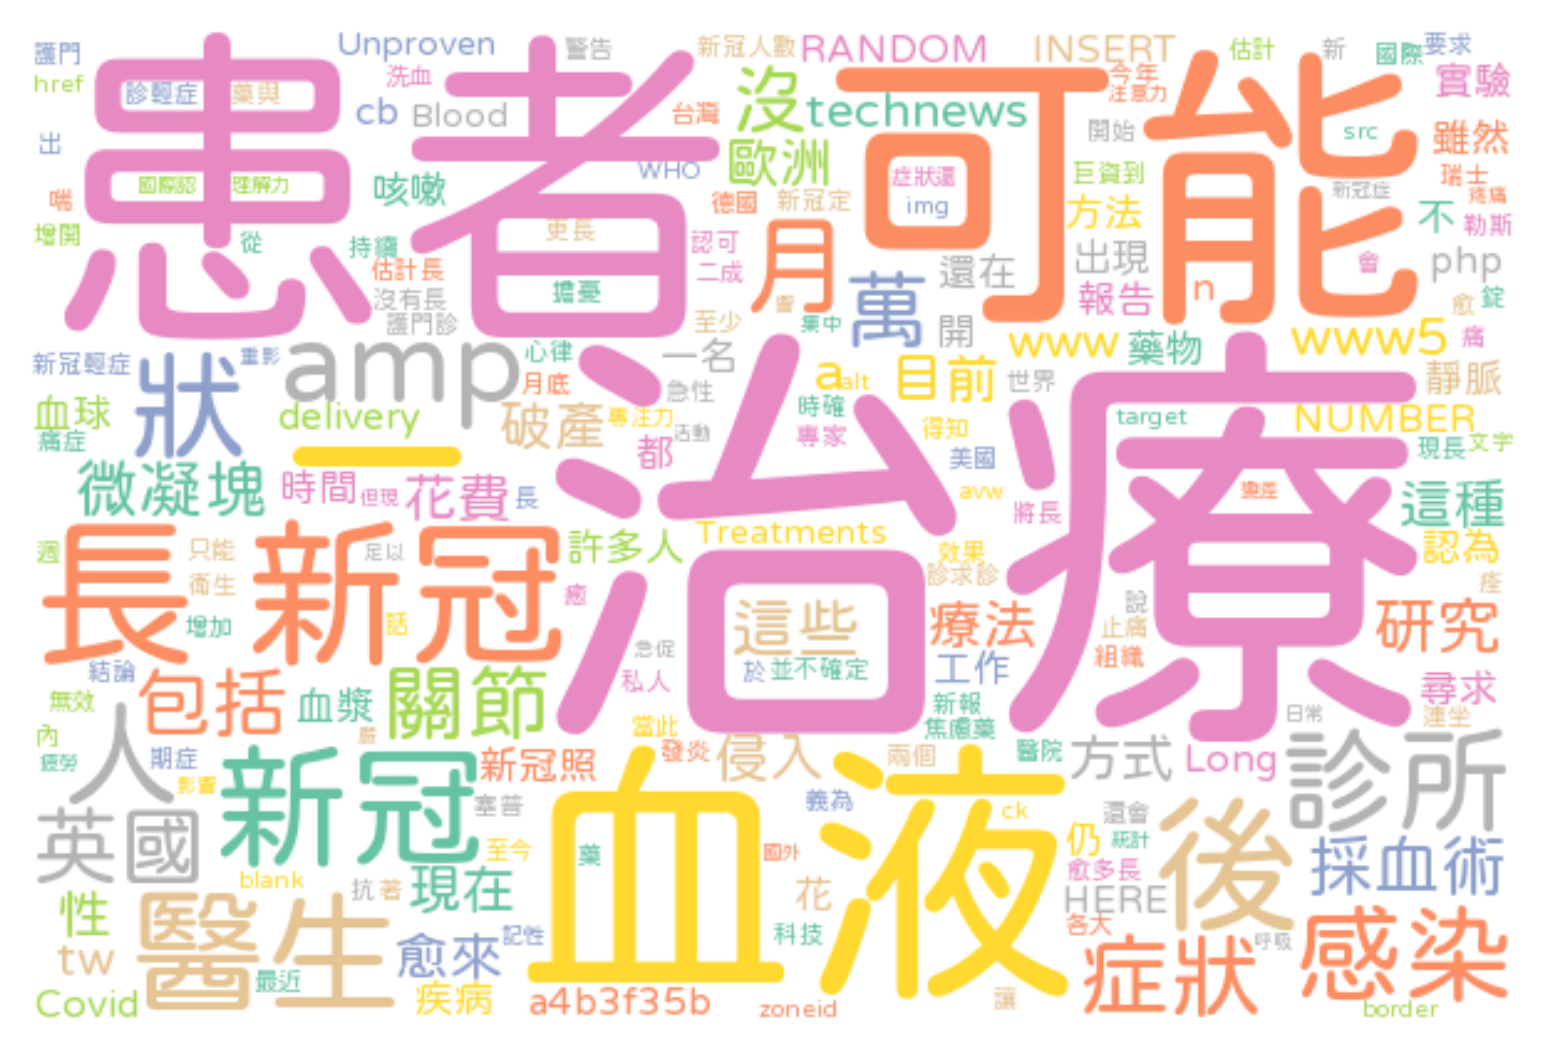 護門
Unproven
警告
新冠人數
RANDOM
INSERT
估計
新
國際
要求
href
洗血
患者
可能
今年
注意力
實驗
診輕症
藥與
cb
Blood
台灣
沒
technews
開始
src
雖然
出
WHO
歐洲
症狀還
巨資到
瑞士
國際認
理解力
咳嗽
德國
新冠定
img
方法
新冠症
疼痛
喘
不
勒斯
增開
從
持續
更長
認可
月
還在
出現
會
php
估計長
二成
擔憂
萬
報告
n
愈
錠
沒有長
護門診
至少
集中
開
www
藥物
www5
痛
新冠輕症
重影
狀
amp
心律
月底
一名
急性
a
alt
目前
世界
靜脈
血球
痛症
delivery
破產
專注力
活動
時確
專家
得知
target
NUMBER
現長
文字
一
都
美國
治療
微凝塊
時間
但現
花費
長
avw
將長
這種
長新冠
週
只能
足以
許多人
Treatments
效果
認為
衛生
診求診
痊
增加
話
癒
這些
療法
說
止痛
研究
結論
急促
於
並不確定
工作
組織
無效
包括
血漿
關節
私人
新報
尋求
內
人
當此
焦慮藥
日常
連坐
疲勞
期症
影響
新冠
新冠照
發炎
侵入
兩個
醫院
方式
Long
診所
英國
塞普
義為
ck
還會
至今
藥
國外
仍
統計
後
採血術
blank
抗
著
現在
血液
花
愈多長
HERE
性
醫生
各大
tw
愈來
記性
科技
症狀
呼吸
感染
最近
Covid
疾病
a4b3f35b
zoneid
讓
border